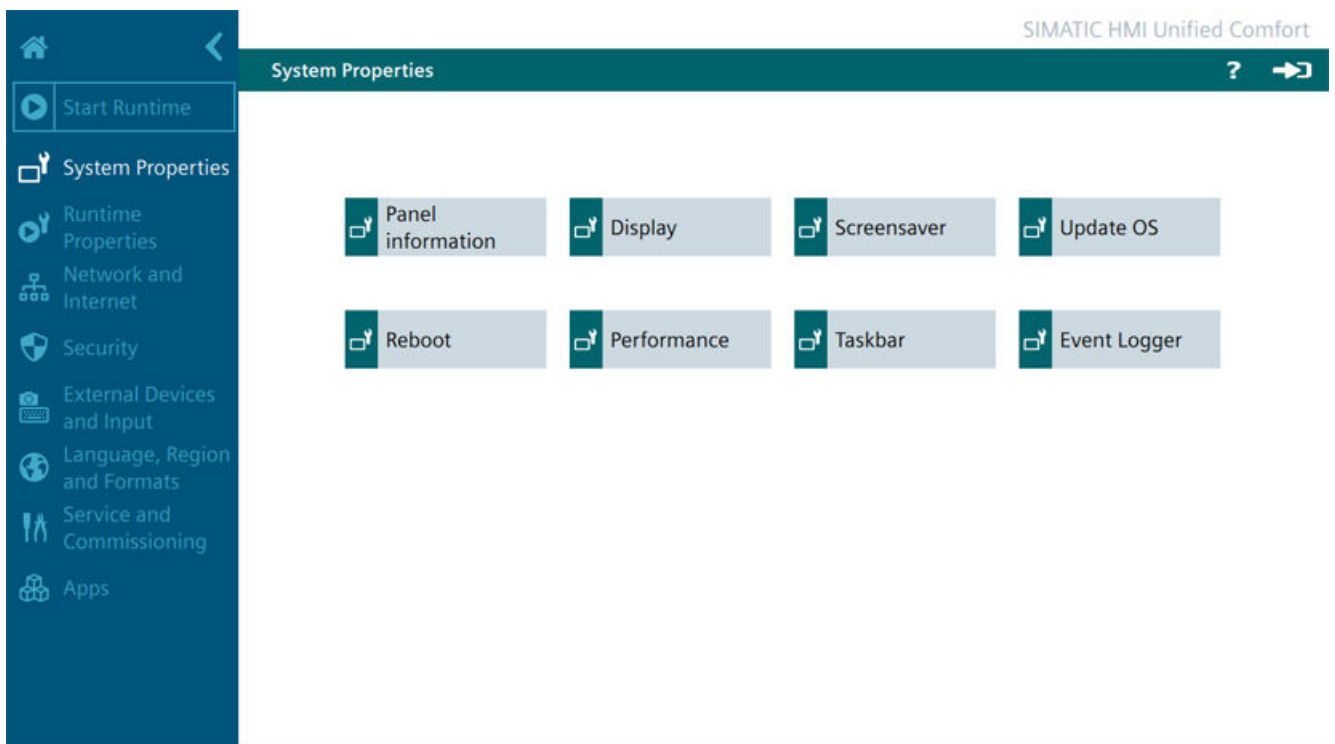 SIMATIC HMI Unified Comfort
System Properties
?
Start Runtime
System Properties
Runtime
Properties
Network and
Internet
Security
External Devices
and Input
Language, Region
and Formats
Service and
Commissioning
Apps
Panel
information
Display
Screensaver
Update OS
Reboot
Performance
Taskbar
Event Logger